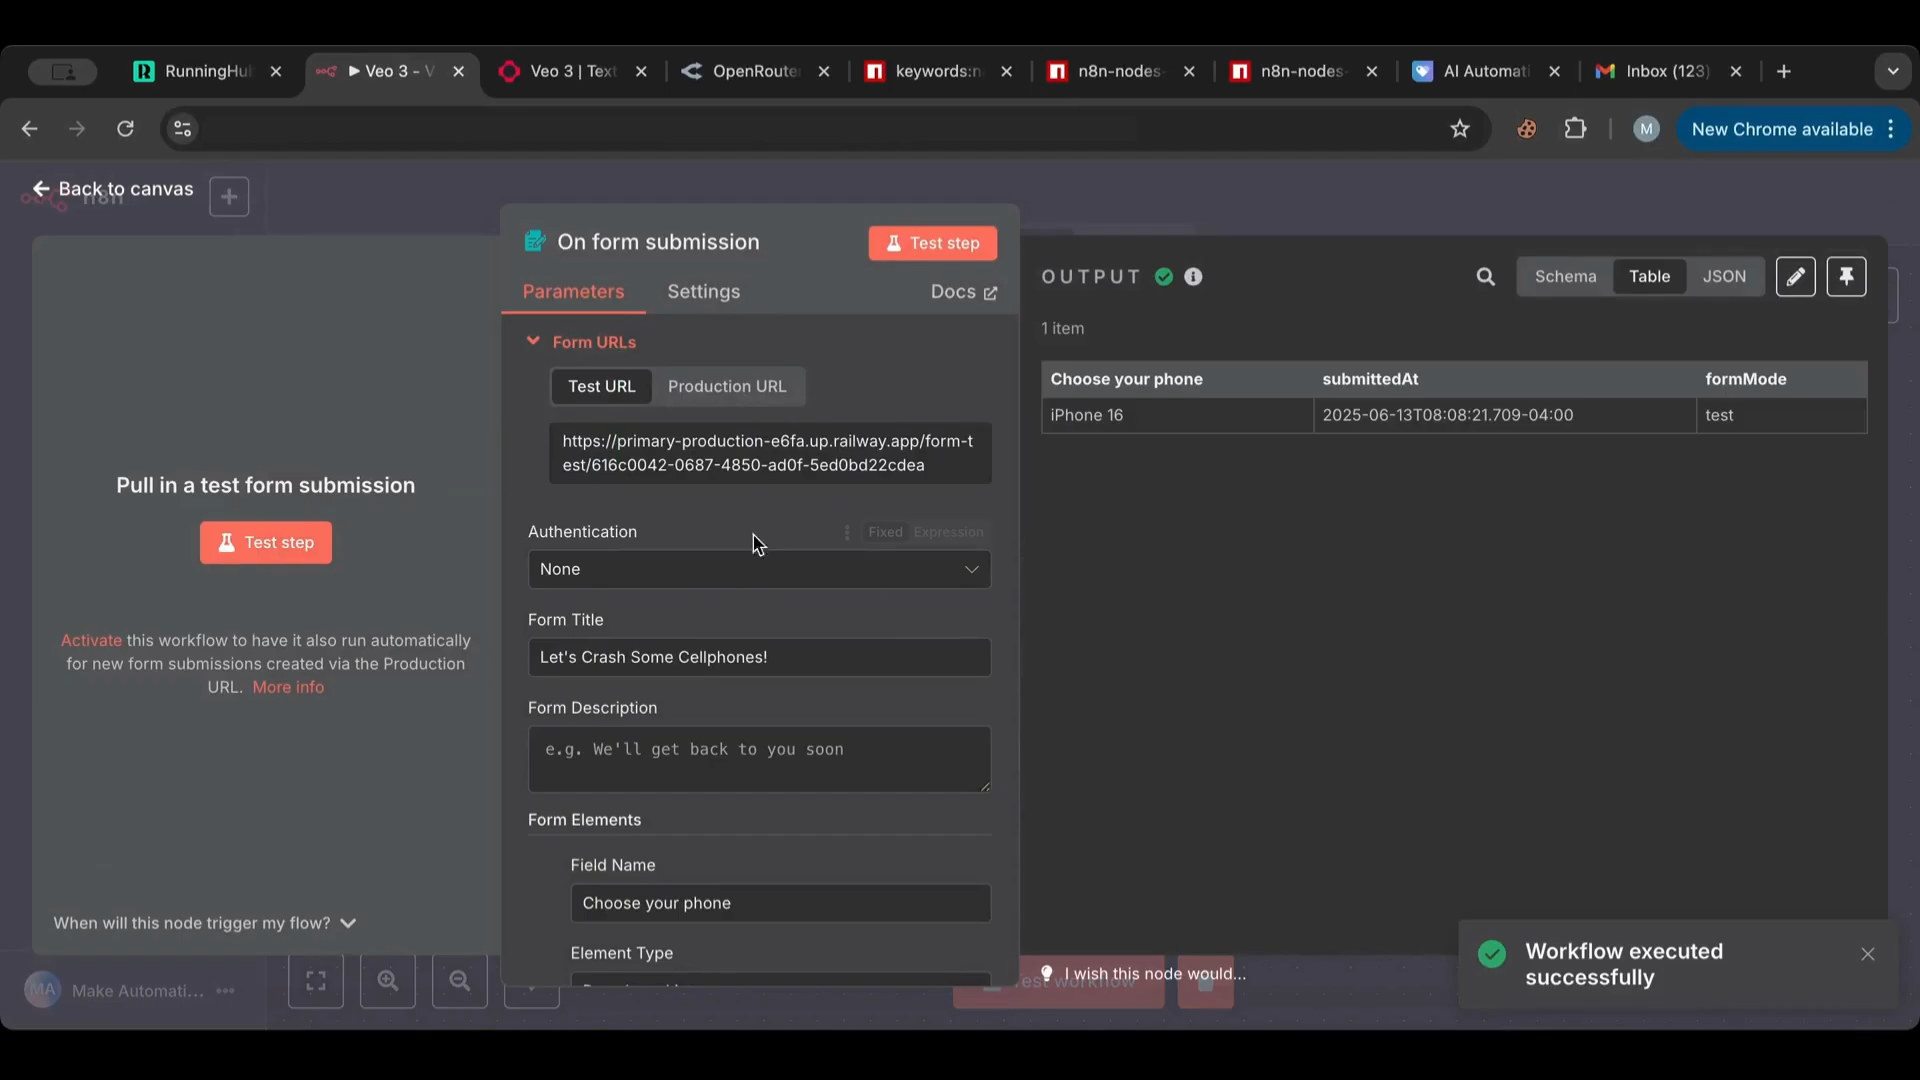 RunningHu
Veo 3 - V
Veo 3 | Text
OpenRoute
keywords:n
n8n-nodes-
n8n-nodes-
AI Automati
Inbox (123)
M
New Chrome available
Back to canvas
n8n
On form submission
Test step
Parameters
Settings
Docs
Form URLs
Test URL
Production URL
https://primary-production-e6fa.up.railway.app/form-t
est/616c0042-0687-4850-ad0f-5ed0bd22cdea
Authentication
Fixed
Expression
None
Form Title
Let's Crash Some Cellphones!
Form Description
e.g. We'll get back to you soon
Form Elements
Field Name
Choose your phone
Element Type
Pull in a test form submission
Test step
Activate this workflow to have it also run automatically
for new form submissions created via the Production
URL. More info
When will this node trigger my flow?
OUTPUT
Schema
Table
JSON
1 item
Choose your phone
submittedAt
formMode
iPhone 16
2025-06-13T08:08:21.709-04:00
test
I wish this node would...
Test workflow
Workflow executed
successfully
MA
Make Automati...